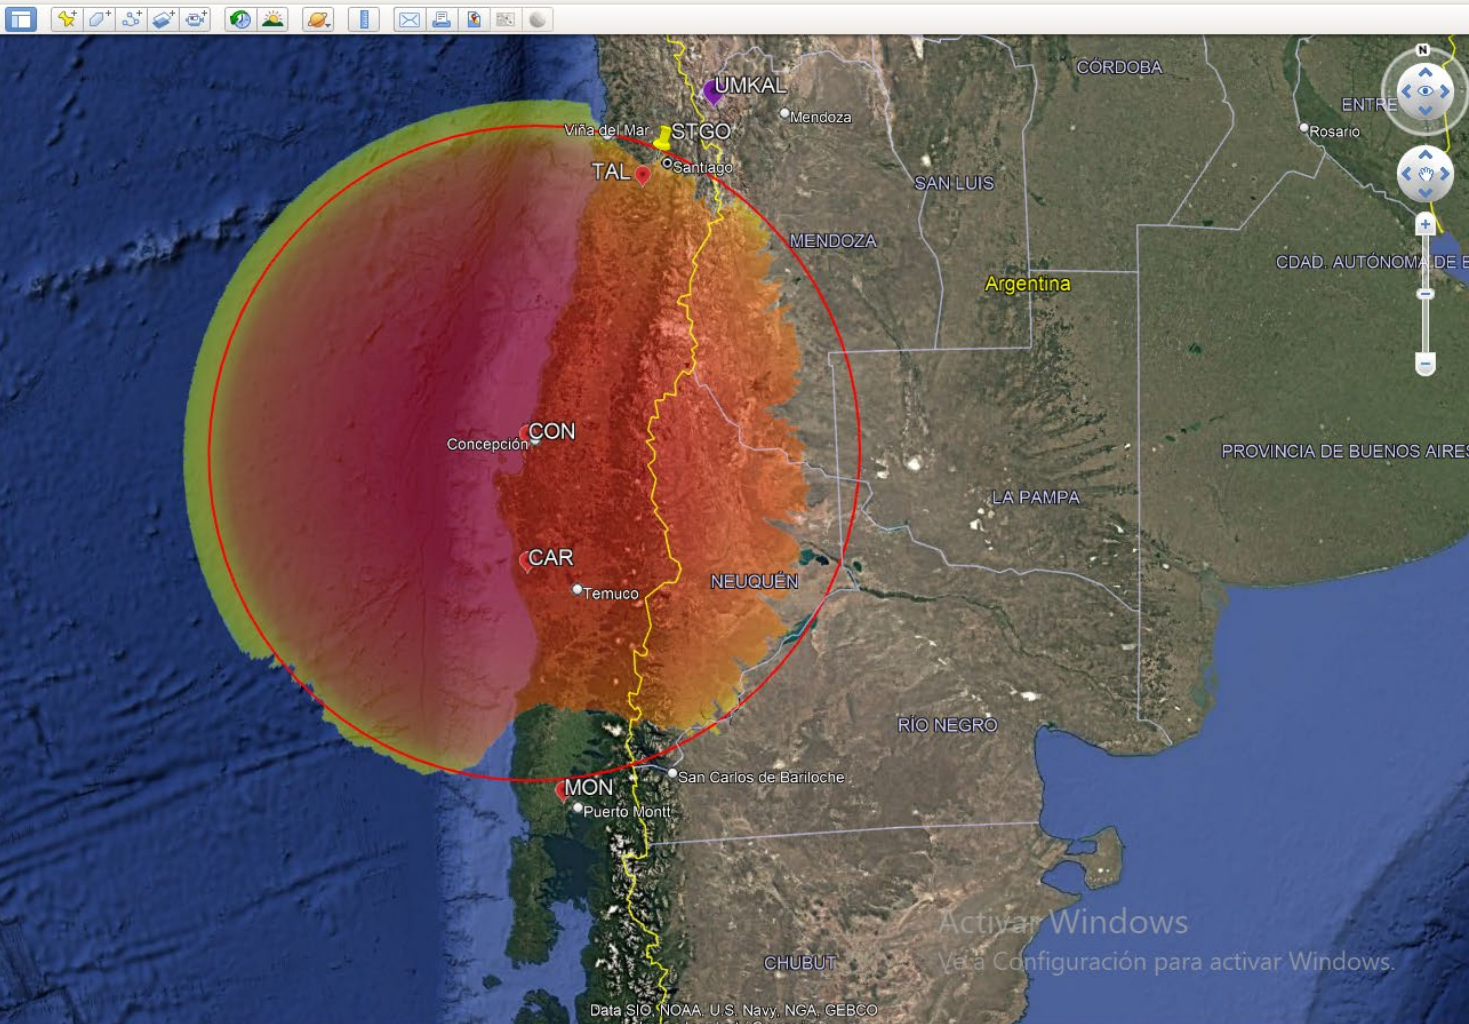 N
CÓRDOBA
UMKAL
ENTRE
Mendoza
Viña del Mar
STGO
Rosario
Santiago
TAL
SAN LUIS
MENDOZA
CDAD. AUTÓNOMA DE B
Argentina
CON
Concepción
PROVINCIA DE BUENOS AIRES
LA PAMPA
CAR
NEUQUÉN
Temuco
RÍO NEGRO
San Carlos de Bariloche
MON
Puerto Montt
Activar Windows
Ve a Configuración para activar Windows.
CHUBUT
Data SIO, NOAA, U.S. Navy, NGA, GEBCO